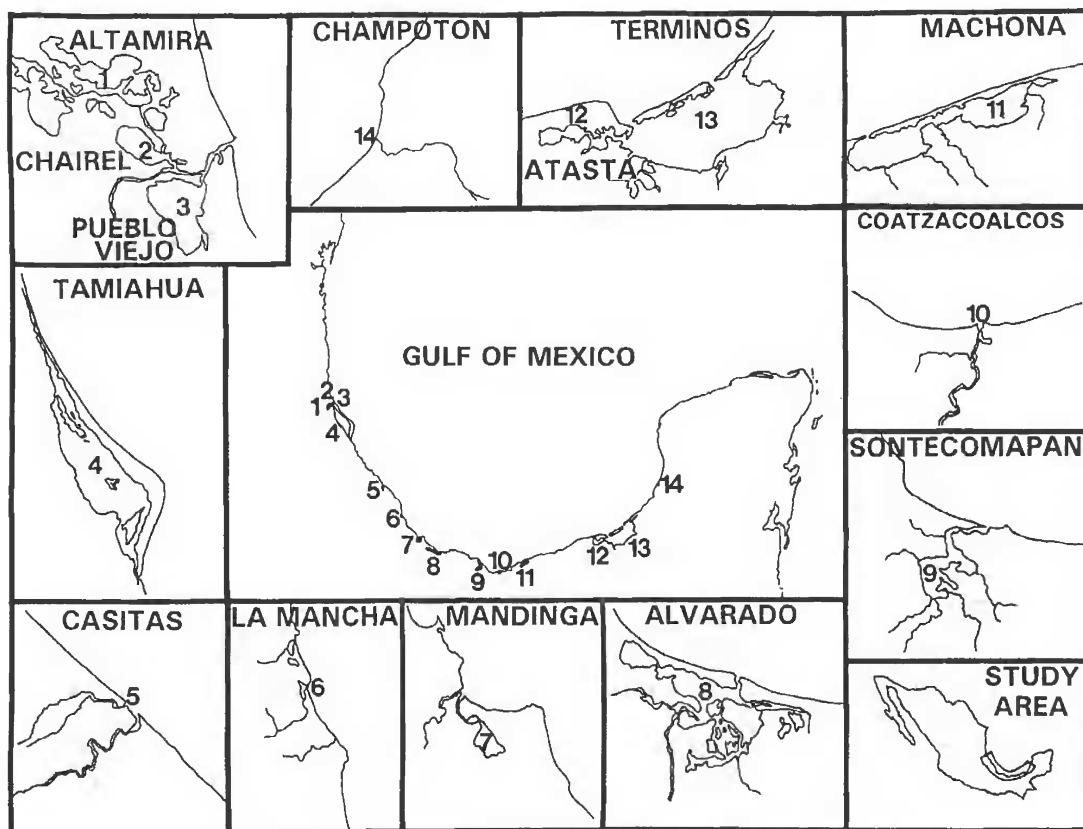 ALTAMIRA
1
CHAIREL
2
3
PUEBLO
VIEJO
CHAMPOTON
14
TERMINOS
12
13
ATASTA
MACHONA
11
TAMIAHUA
4
GULF OF MEXICO
2
1
3
4
5
6
7
8
9
10
11
12
13
14
COATZACOALCOS
10
SONTECOMAPAN
9
CASITAS
5
LA MANCHA
6
MANDINGA
7
ALVARADO
8
STUDY
AREA